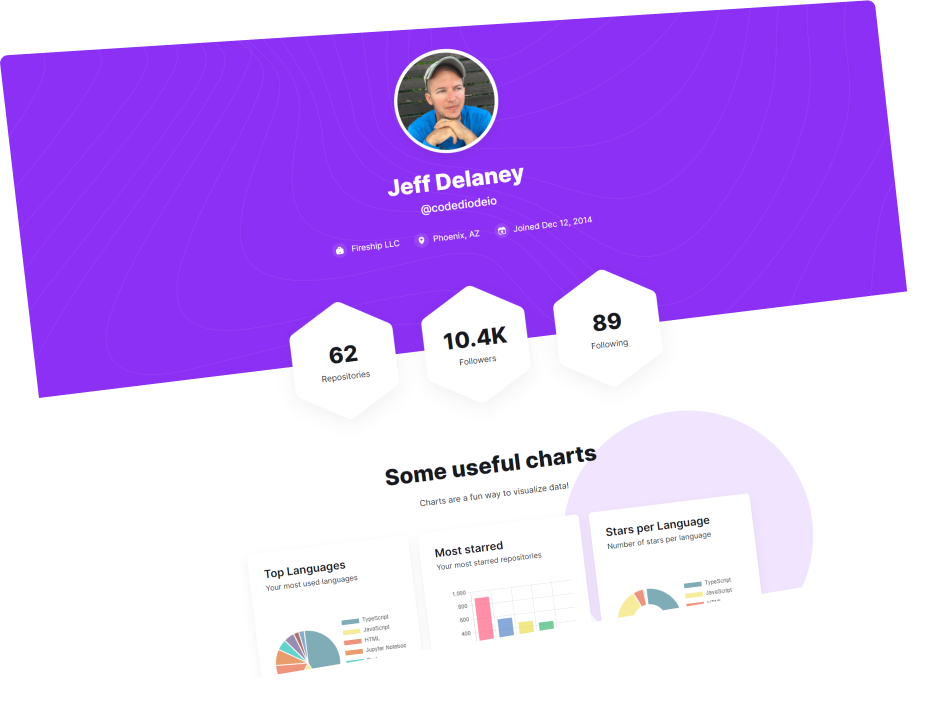 Jeff Delaney
@codediodeio
Fireship LLC Phoenix, AZ Joined Dec 12, 2014
62
Repositories
10.4K
Followers
89
Following
Some useful charts
Charts are a fun way to visualize data!
Top Languages
Your most used languages
TypeScript
JavaScript
HTML
Jupyter Notebook
Most starred
Your most starred repositories
1,000
800
600
400
Stars per Language
Number of stars per language
TypeScript
JavaScript